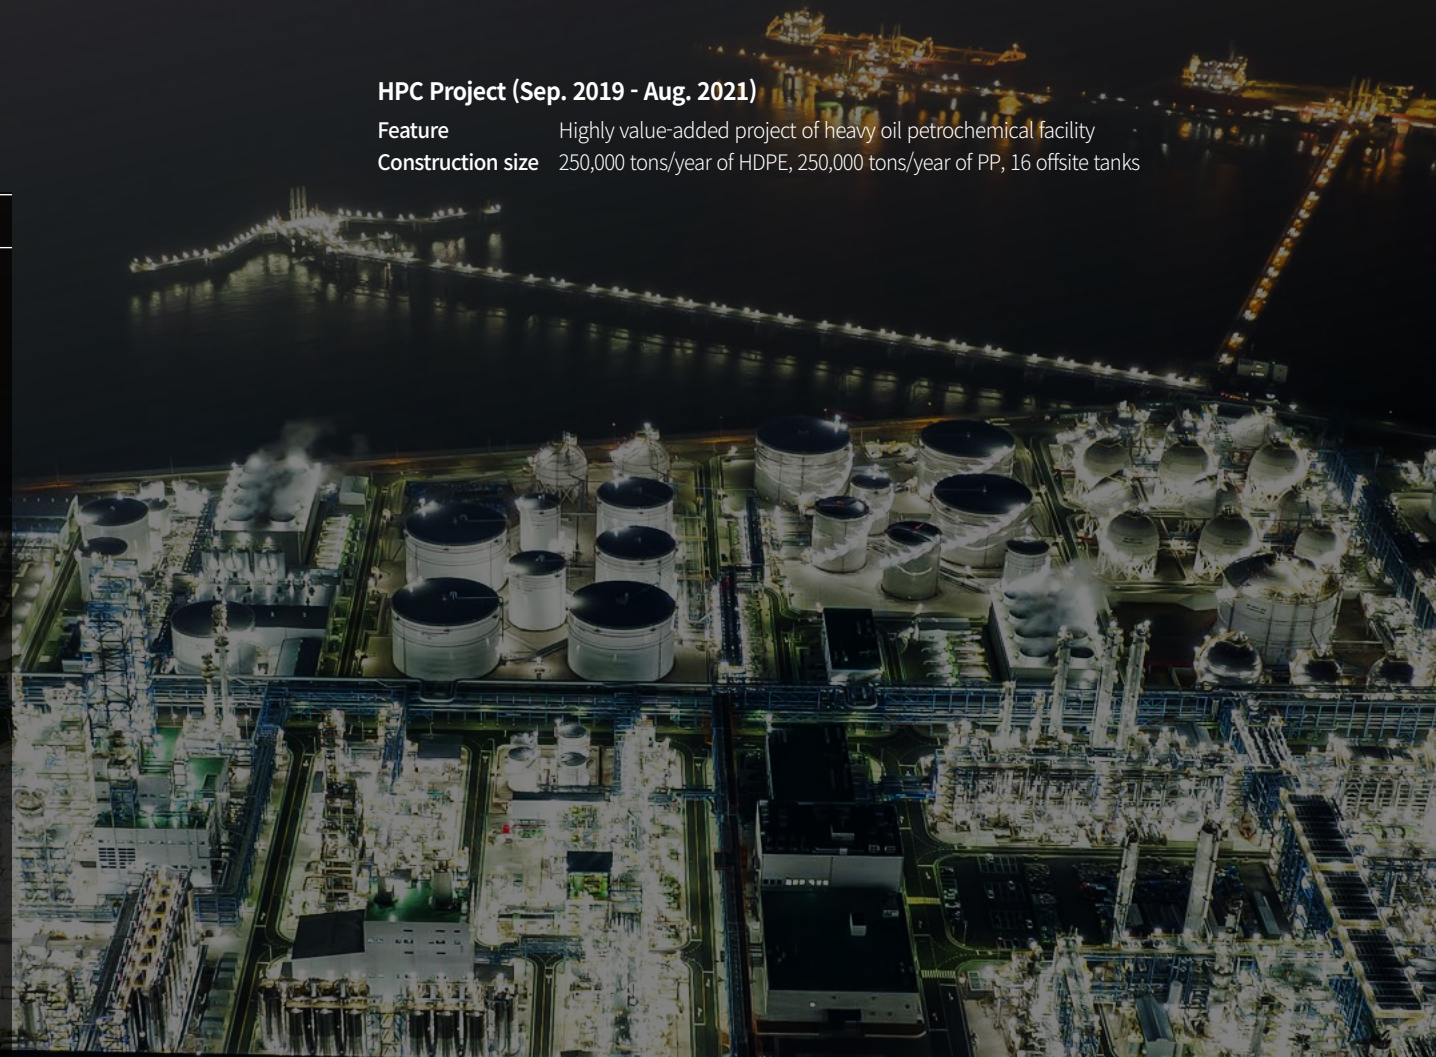 HPC Project (Sep. 2019 - Aug. 2021)
Feature Highly value-added project of heavy oil petrochemical facility
Construction size 250,000 tons/year of HDPE, 250,000 tons/year of PP, 16 offsite tanks